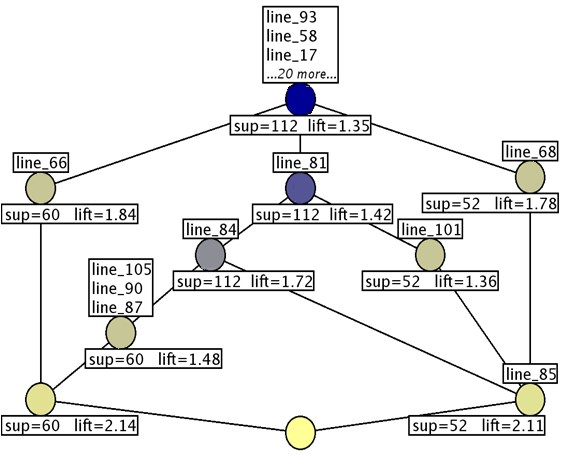 line_93
line_58
line_17
...20 more...
sup=112 lift=1.35
line_66
line_81
line_68
sup=60 lift=1.84
sup=112 lift=1.42
sup=52 lift=1.78
line_84
line_101
line_105
line_90
line_87
sup=112 lift=1.72
sup=52 lift=1.36
sup=60 lift=1.48
line_85
sup=60 lift=2.14
sup=52 lift=2.11